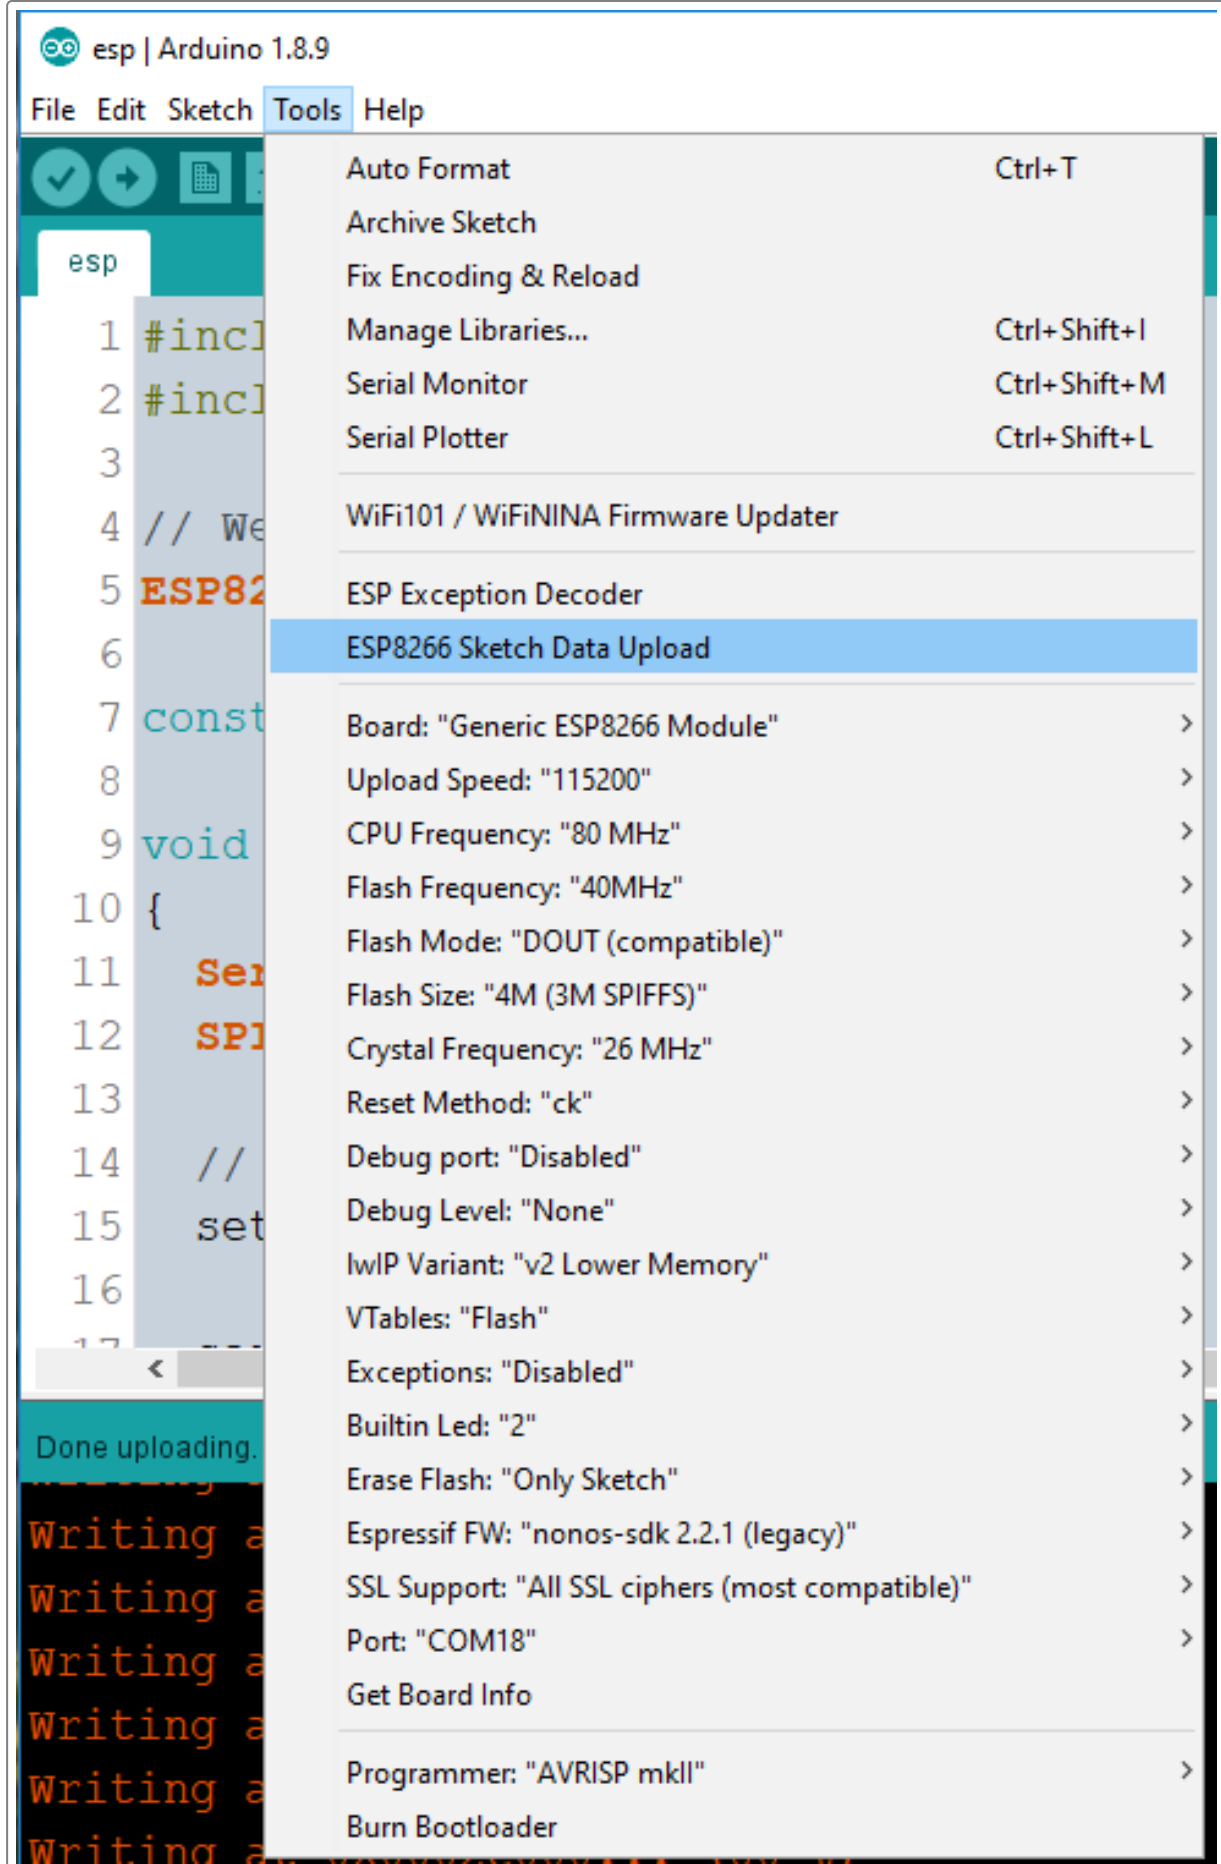 esp | Arduino 1.8.9
File Edit Sketch Tools Help
Auto Format Ctrl+T
Archive Sketch
Fix Encoding & Reload
Manage Libraries... Ctrl+Shift+I
Serial Monitor Ctrl+Shift+M
Serial Plotter Ctrl+Shift+L
WiFi101 / WiFiNINA Firmware Updater
ESP Exception Decoder
ESP8266 Sketch Data Upload
Board: "Generic ESP8266 Module"
Upload Speed: "115200"
CPU Frequency: "80 MHz"
Flash Frequency: "40MHz"
Flash Mode: "DOUT (compatible)"
Flash Size: "4M (3M SPIFFS)"
Crystal Frequency: "26 MHz"
Reset Method: "ck"
Debug port: "Disabled"
Debug Level: "None"
lwIP Variant: "v2 Lower Memory"
VTables: "Flash"
Exceptions: "Disabled"
Builtin Led: "2"
Erase Flash: "Only Sketch"
Espressif FW: "nonos-sdk 2.2.1 (legacy)"
SSL Support: "All SSL ciphers (most compatible)"
Port: "COM18"
Get Board Info
Programmer: "AVRISP mkII"
Burn Bootloader
esp
1 #incl
2 #incl
3
4 // We
5 ESP82
6
7 const
8
9 void
10 {
11 Ser
12 SPI
13
14 //
15 set
16
17
Done uploading.
Writing a
Writing a
Writing a
Writing a
Writing a
Writing